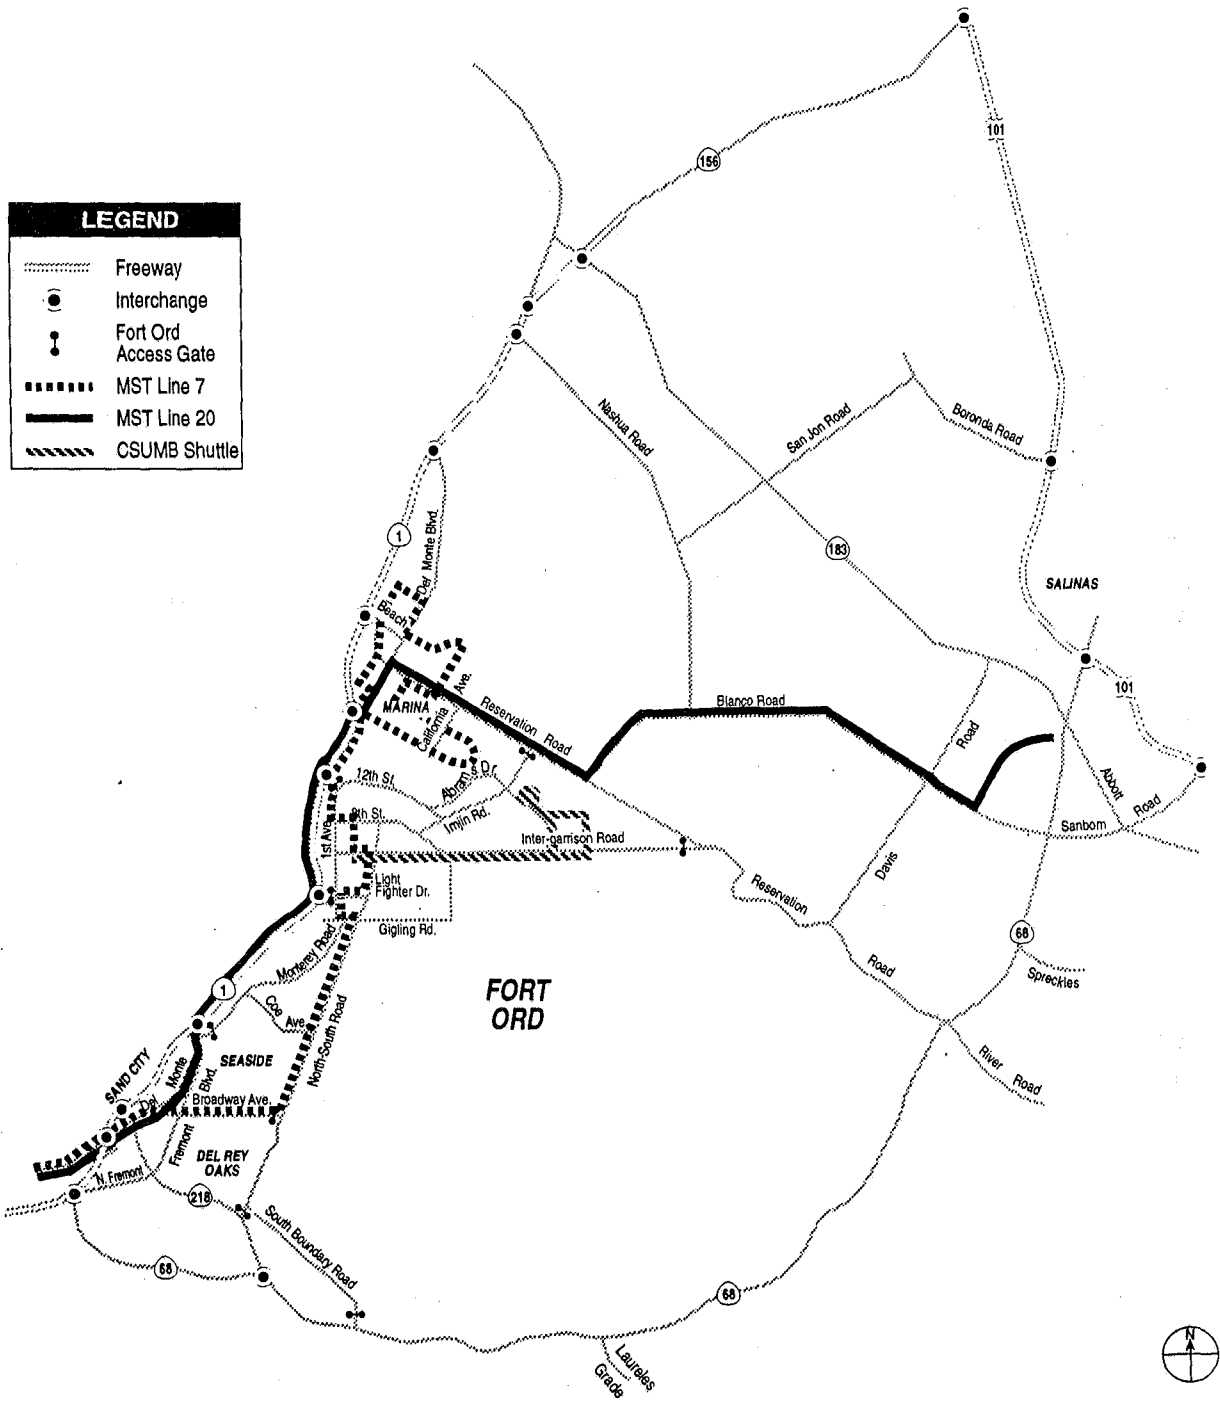 101
156
LEGEND
Freeway
Interchange
Fort Ord
Access Gate
MST Line 7
MST Line 20
CSUMB Shuttle
Nashua Road
San Jon Road
Boronda Road
1
Del Monte Blvd.
183
SALINAS
Beach
101
MARINA
California
Ave.
Reservation Road
Blanco Road
Road
Abbott
Road
Sanborn
12th St.
Abrams Dr.
Imjin Rd.
8th St.
1st Ave.
Inter-garrison Road
Light
Fighter Dr.
Gigling Rd.
Davis
Reservation
Road
68
Spreckles
Monterey Road
1
Coe Ave.
North-South Road
FORT
ORD
SEASIDE
SAND CITY
Del Monte
Blvd.
Broadway Ave.
River Road
Fremont
DEL REY
OAKS
N. Fremont
218
South Boundary Road
68
68
Laureles
Grade
N